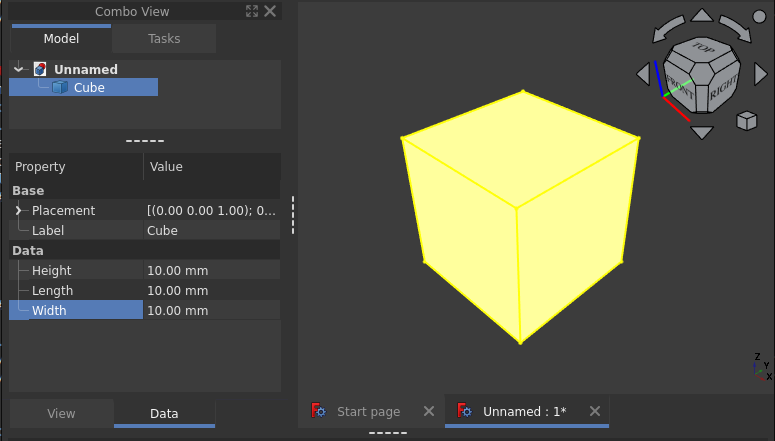 Combo View
Model
Tasks
Unnamed
Cube
Property
Value
Base
Placement
[(0.00 0.00 1.00); 0...
Label
Cube
Data
Height
10.00 mm
Length
10.00 mm
Width
10.00 mm
View
Data
TOP
FRONT
RIGHT
Z
Y
X
Start page
Unnamed : 1*